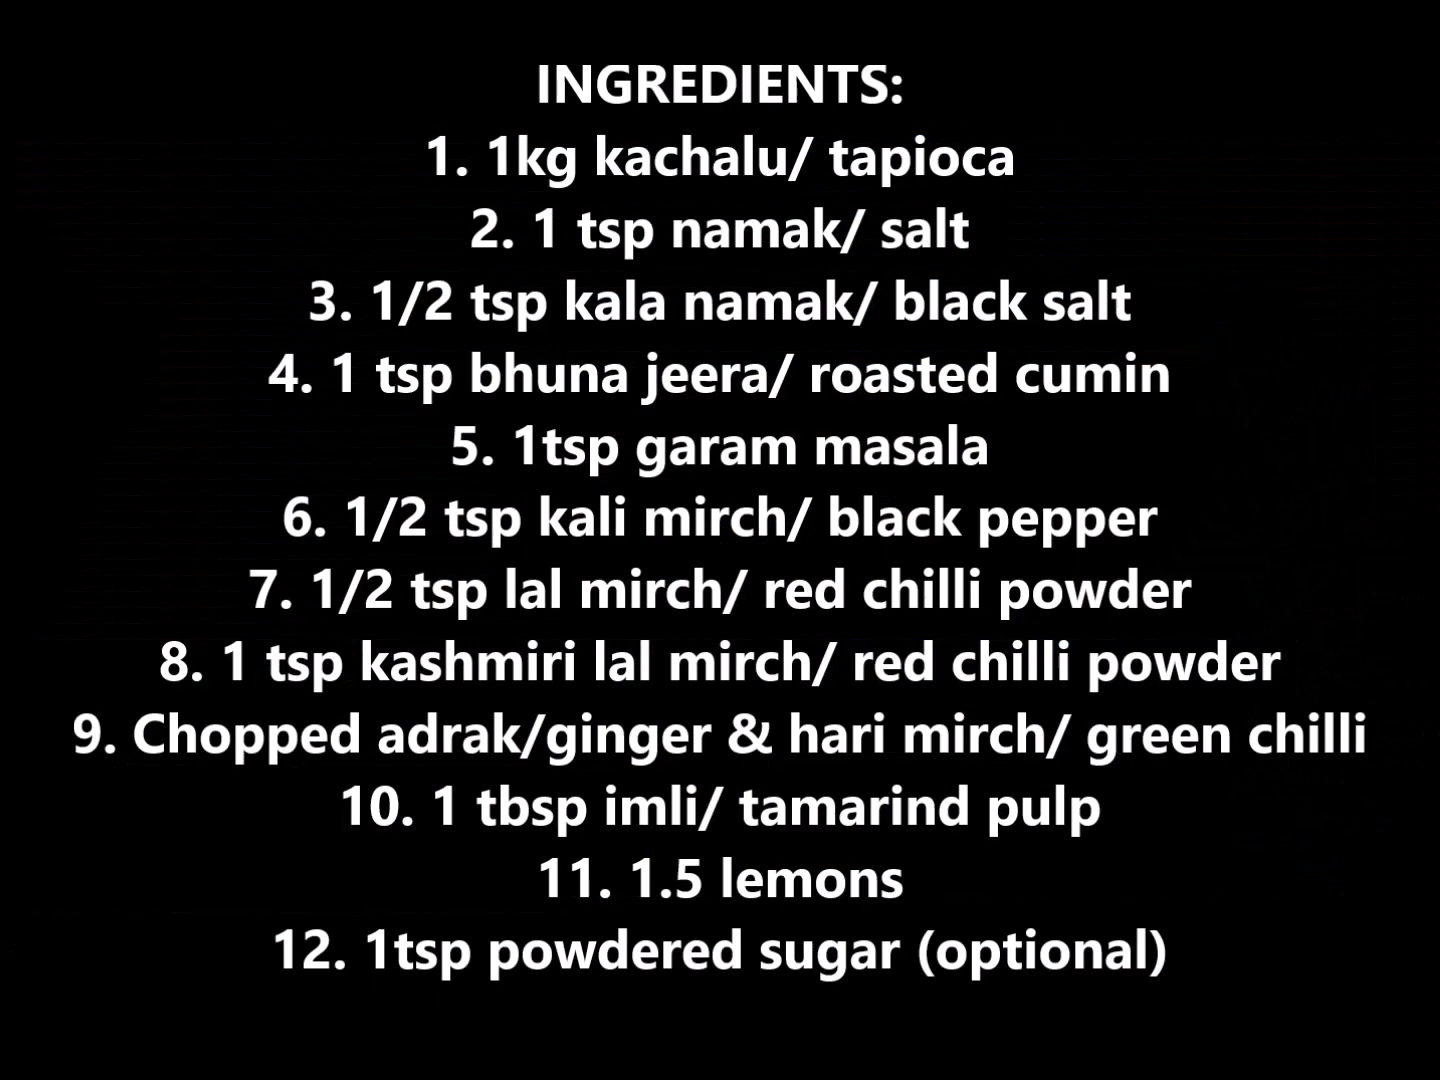 INGREDIENTS:
1. 1kg kachalu/ tapioca
2. 1 tsp namak/ salt
3. 1/2 tsp kala namak/ black salt
4. 1 tsp bhuna jeera/ roasted cumin
5. 1tsp garam masala
6. 1/2 tsp kali mirch/ black pepper
7. 1/2 tsp lal mirch/ red chilli powder
8. 1 tsp kashmiri lal mirch/ red chilli powder
9. Chopped adrak/ginger & hari mirch/ green chilli
10. 1 tbsp imli/ tamarind pulp
11. 1.5 lemons
12. 1tsp powdered sugar (optional)